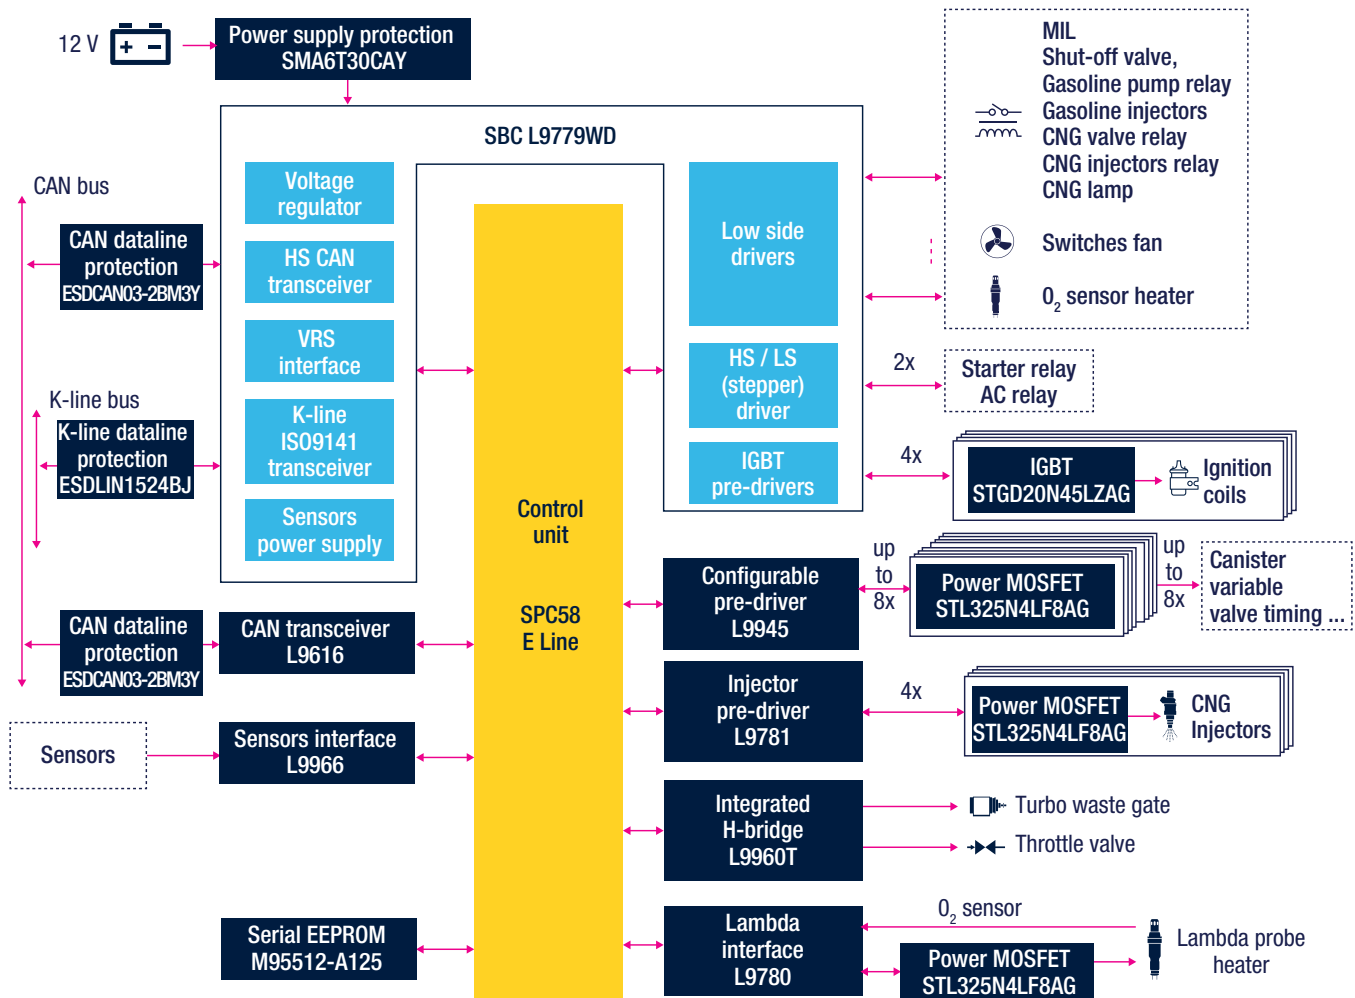 12 V
Power supply protection
SMA6T30CAY
SBC L9779WD
Voltage
regulator
HS CAN
transceiver
VRS
interface
K-line
ISO9141
transceiver
Sensors
power supply
Low side
drivers
HS / LS
(stepper)
driver
IGBT
pre-drivers
MIL
Shut-off valve,
Gasoline pump relay
Gasoline injectors
CNG valve relay
CNG injectors relay
CNG lamp
Switches fan
O2 sensor heater
2x
Starter relay
AC relay
4x
IGBT
STGD20N45LZAG
Ignition
coils
CAN bus
CAN dataline
protection
ESDCAN03-2BM3Y
K-line bus
K-line dataline
protection
ESDLIN1524BJ
CAN dataline
protection
ESDCAN03-2BM3Y
CAN transceiver
L9616
Sensors
Sensors interface
L9966
Serial EEPROM
M95512-A125
Control
unit
SPC58
E Line
Configurable
pre-driver
L9945
up
to
8x
Power MOSFET
STL325N4LF8AG
up
to
8x
Canister
variable
valve timing ...
Injector
pre-driver
L9781
4x
Power MOSFET
STL325N4LF8AG
CNG
Injectors
Integrated
H-bridge
L9960T
Turbo waste gate
Throttle valve
Lambda
interface
L9780
O2 sensor
Power MOSFET
STL325N4LF8AG
Lambda probe
heater